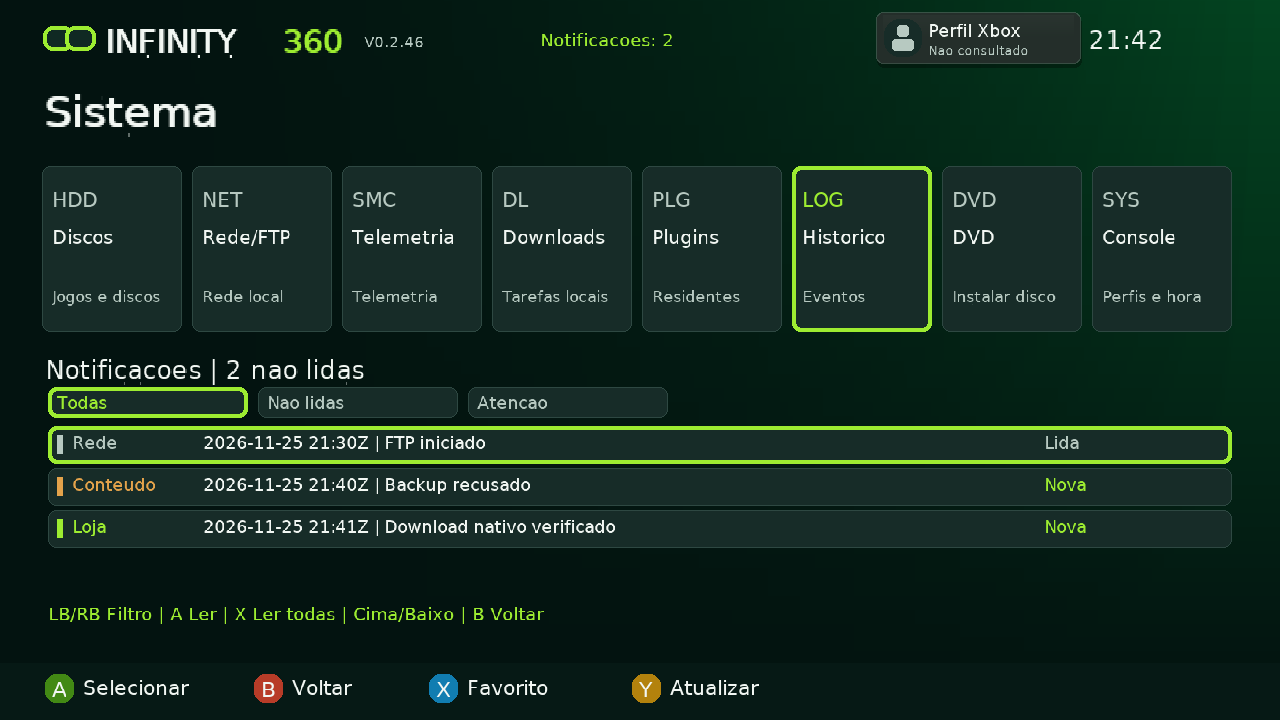 INFINITY 360 V0.2.46 Notificacoes: 2 Perfil Xbox 21:42
Nao consultado
Sistema
HDD NET SMC DL PLG LOG DVD SYS
Discos Rede/FTP Telemetria Downloads Plugins Historico DVD Console
Jogos e discos Rede local Telemetria Tarefas locais Residentes Eventos Instalar disco Perfis e hora
Notificacoes | 2 nao lidas
Todas Nao lidas Atencao
Rede 2026-11-25 21:30Z | FTP iniciado Lida
Conteudo 2026-11-25 21:40Z | Backup recusado Nova
Loja 2026-11-25 21:41Z | Download nativo verificado Nova
LB/RB Filtro | A Ler | X Ler todas | Cima/Baixo | B Voltar
A Selecionar B Voltar X Favorito Y Atualizar